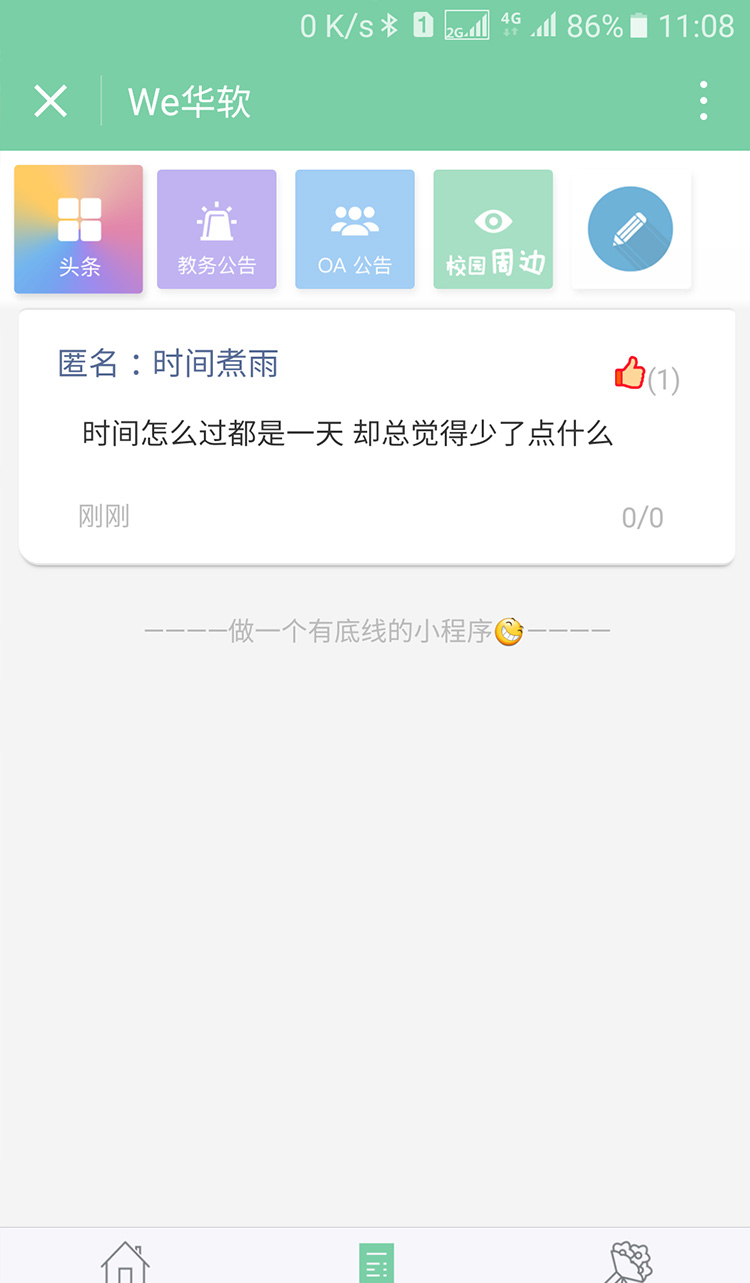 0 K/s 1 2G 4G 86% 11:08
We华软
头条
教务公告
OA 公告
校园周边
匿名：时间煮雨
(1)
时间怎么过都是一天 却总觉得少了点什么
刚刚
0/0
————做一个有底线的小程序————